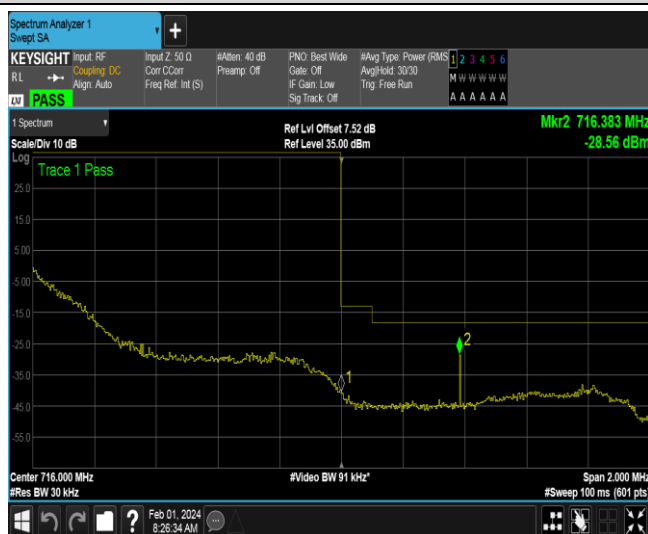 Spectrum Analyzer 1
Swept SA
KEYSIGHT
RL
LXI PASS
Input: RF
Coupling: DC
Align: Auto
Input Z: 50 Ω
Corr CCorr
Freq Ref: Int (S)
#Atten: 40 dB
Preamp: Off
PNO: Best Wide
Gate: Off
IF Gain: Low
Sig Track: Off
#Avg Type: Power (RMS
Avg|Hold: 30/30
Trig: Free Run
1 2 3 4 5 6
M W W W W W
A A A A A A
1 Spectrum
Scale/Div 10 dB
Ref Lvl Offset 7.52 dB
Ref Level 35.00 dBm
Mkr2 716.383 MHz
-28.56 dBm
Log
Trace 1 Pass
25.0
15.0
5.00
-5.00
-15.0
-25.0
-35.0
-45.0
-55.0
1
2
Center 716.000 MHz
#Res BW 30 kHz
#Video BW 91 kHz*
Span 2.000 MHz
#Sweep 100 ms (601 pts)
Feb 01, 2024
8:26:34 AM